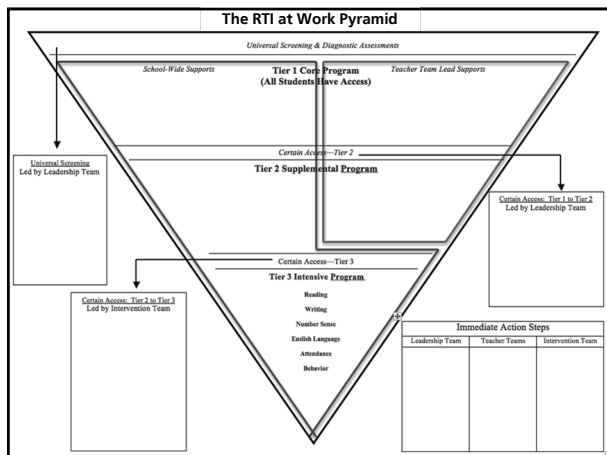 The RTI at Work Pyramid
Universal Screening & Diagnostic Assessments
School-Wide Supports
Teacher Team Lead Supports
Tier 1 Core Program
(All Students Have Access)
Certain Access—Tier 2
Tier 2 Supplemental Program
Universal Screening
Led by Leadership Team
Certain Access: Tier 1 to Tier 2
Led by Leadership Team
Certain Access—Tier 3
Tier 3 Intensive Program
Reading
Writing
Number Sense
Enslish Language
Attendance
Behavior
Certain Access: Tier 2 to Tier 3
Led by Intervention Team
Immediate Action Steps
Leadership Team
Teacher Teams
Intervention Team